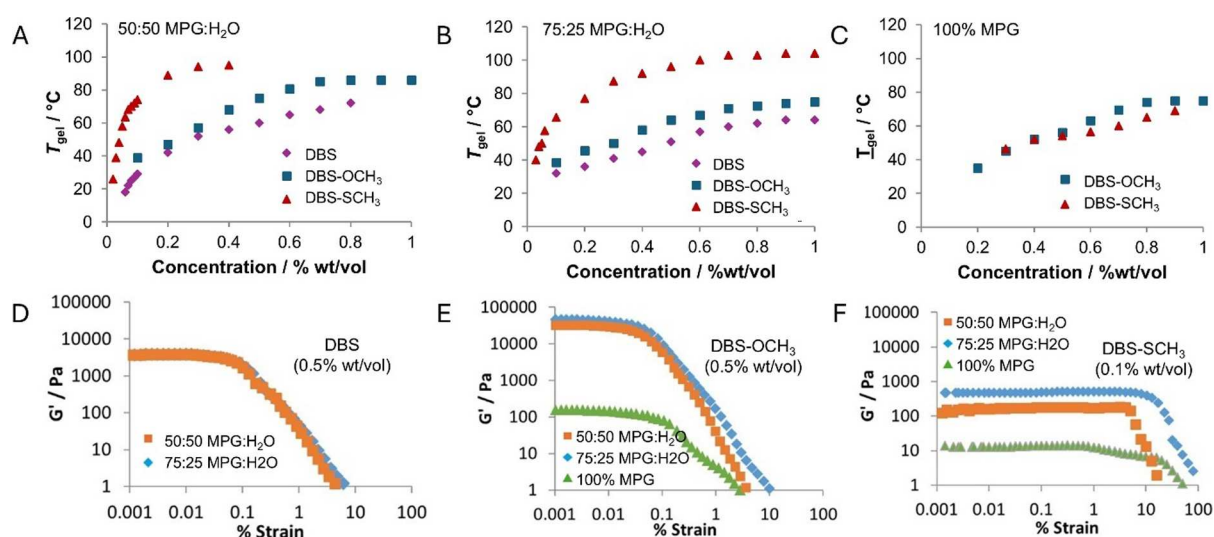 A
50:50 MPG:H₂O
120
100
80
60
40
20
0
Tgel / °C
DBS
DBS-OCH₃
DBS-SCH₃
0 0.2 0.4 0.6 0.8 1
Concentration / % wt/vol
B
75:25 MPG:H₂O
120
100
80
60
40
20
0
Tgel / °C
DBS
DBS-OCH₃
DBS-SCH₃
0 0.2 0.4 0.6 0.8 1
Concentration / %wt/vol
C
100% MPG
120
100
80
60
40
20
0
Tgel / °C
DBS-OCH₃
DBS-SCH₃
0 0.2 0.4 0.6 0.8 1
Concentration / %wt/vol
D
100000
10000
1000
100
10
1
G' / Pa
DBS
(0.5% wt/vol)
50:50 MPG:H₂O
75:25 MPG:H2O
0.001 0.01 0.1 1 10 100
% Strain
E
100000
10000
1000
100
10
1
G' / Pa
DBS-OCH₃
(0.5% wt/vol)
50:50 MPG:H₂O
75:25 MPG:H2O
100% MPG
0.001 0.01 0.1 1 10 100
% Strain
F
100000
10000
1000
100
10
1
G' / Pa
50:50 MPG:H₂O
75:25 MPG:H2O
100% MPG
DBS-SCH₃
(0.1% wt/vol)
0.001 0.01 0.1 1 10 100
% Strain